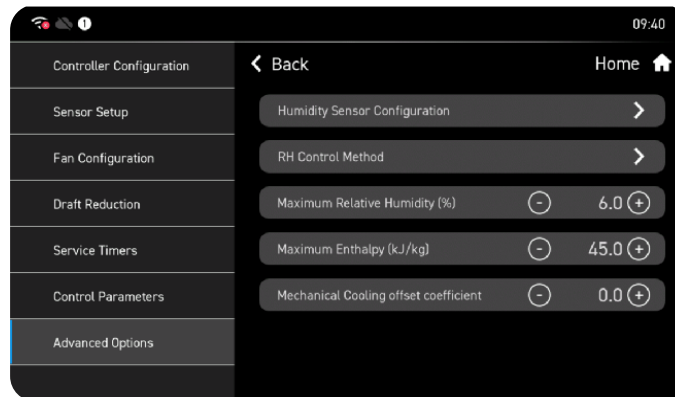 1
09:40
Controller Configuration
Back
Home
Sensor Setup
Humidity Sensor Configuration
Fan Configuration
RH Control Method
Draft Reduction
Maximum Relative Humidity (%) - 6.0 +
Service Timers
Maximum Enthalpy (kJ/kg) - 45.0 +
Control Parameters
Mechanical Cooling offset coefficient - 0.0 +
Advanced Options